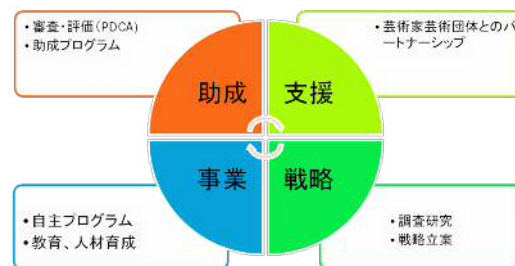 ・審査・評価(PDCA)
・助成プログラム
・芸術家芸術団体とのパ
ートナーシップ
助成
支援
事業
戦略
・自主プログラム
・教育、人材育成
・調査研究
・戦略立案